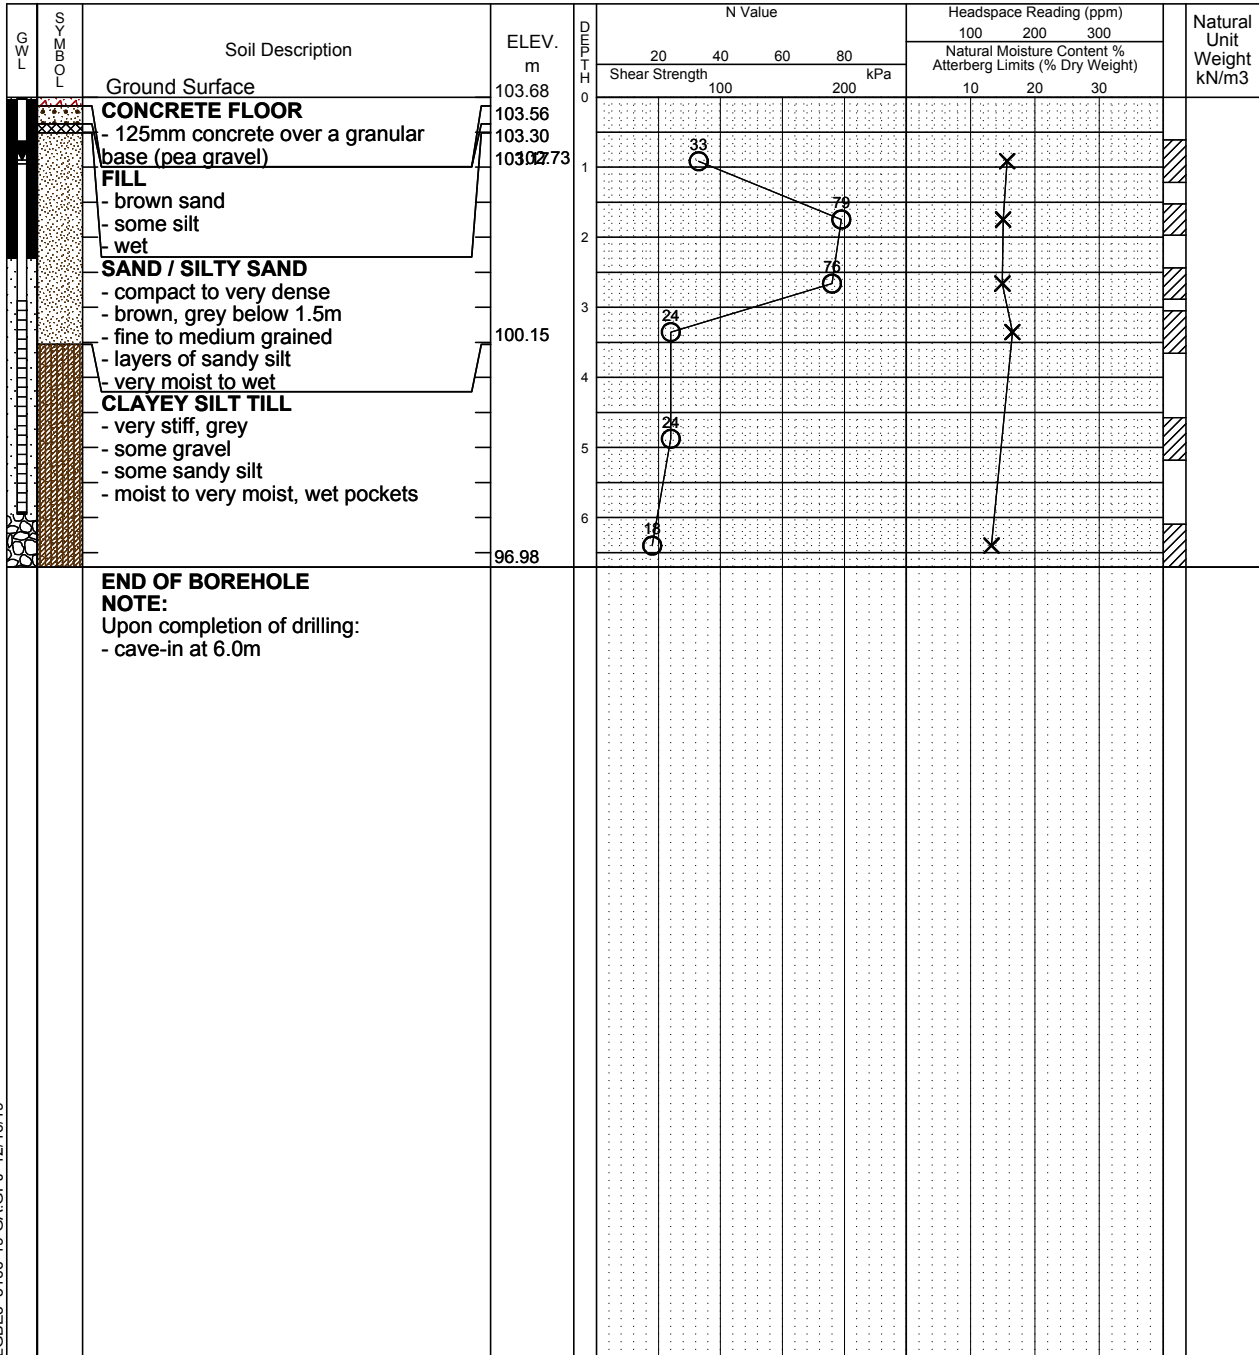 GWL
SYMBOL
Soil Description
Ground Surface
ELEV.
m
DEPTH
N Value
20 40 60 80
Shear Strength kPa
100 200
Headspace Reading (ppm)
100 200 300
Natural Moisture Content %
Atterberg Limits (% Dry Weight)
10 20 30
Natural
Unit
Weight
kN/m3
103.68
0
CONCRETE FLOOR
103.56
- 125mm concrete over a granular
103.30
base (pea gravel)
102.73
33
1
FILL
- brown sand
- some silt
79
- wet
2
SAND / SILTY SAND
76
- compact to very dense
- brown, grey below 1.5m
3
24
- fine to medium grained
100.15
- layers of sandy silt
- very moist to wet
4
CLAYEY SILT TILL
- very stiff, grey
24
- some gravel
5
- some sandy silt
- moist to very moist, wet pockets
6
18
96.98
END OF BOREHOLE
NOTE:
Upon completion of drilling:
- cave-in at 6.0m